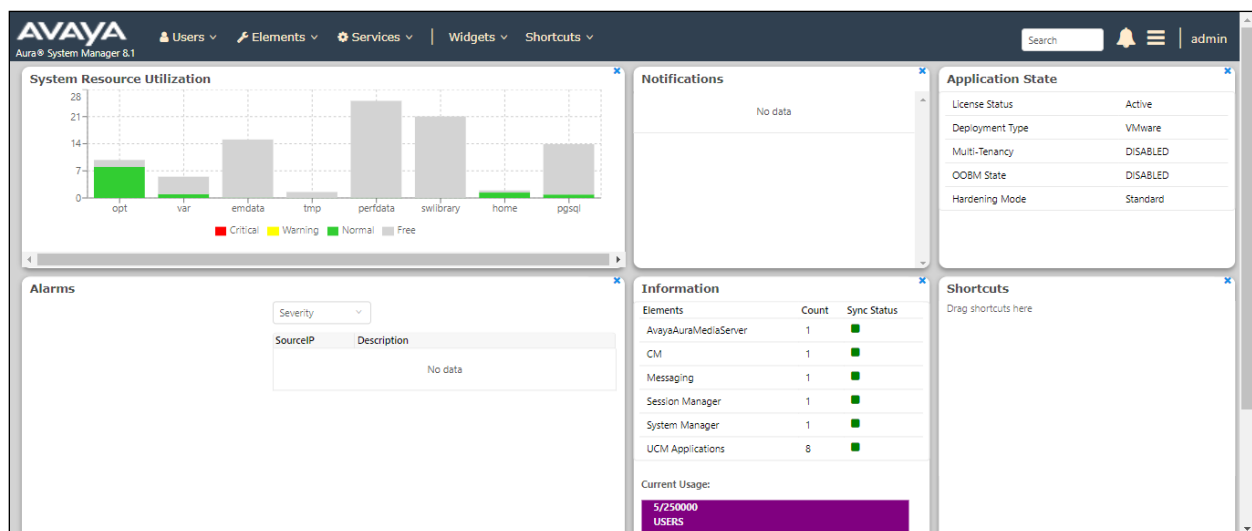 AVAYA
Aura® System Manager 8.1
Users Elements Services | Widgets Shortcuts
Search
admin
System Resource Utilization
28
21
14
7
0
opt var emdata tmp perfdata swlibrary home pgsql
Critical Warning Normal Free
Notifications
No data
Application State
License Status Active
Deployment Type VMware
Multi-Tenancy DISABLED
OOBM State DISABLED
Hardening Mode Standard
Alarms
Severity
SourceIP Description
No data
Information
Elements Count Sync Status
AvayaAuraMediaServer 1
CM 1
Messaging 1
Session Manager 1
System Manager 1
UCM Applications 8
Current Usage:
5/250000
USERS
Shortcuts
Drag shortcuts here